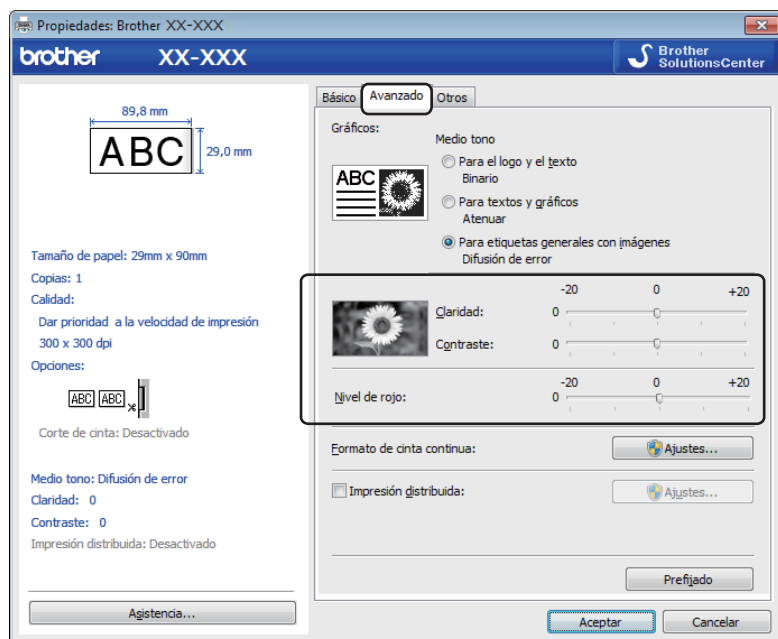 Propiedades: Brother XX-XXX
brother XX-XXX
Brother
SolutionsCenter
89,8 mm
ABC
29,0 mm
Tamaño de papel: 29mm x 90mm
Copias: 1
Calidad:
Dar prioridad a la velocidad de impresión
300 x 300 dpi
Opciones:
ABC ABC
Corte de cinta: Desactivado
Medio tono: Difusión de error
Claridad: 0
Contraste: 0
Impresión distribuida: Desactivado
Asistencia...
Básico Avanzado Otros
Gráficos:
ABC
Medio tono
Para el logo y el texto
Binario
Para textos y gráficos
Atenuar
Para etiquetas generales con imágenes
Difusión de error
-20 0 +20
Claridad: 0
Contraste: 0
-20 0 +20
Nivel de rojo: 0
Formato de cinta continua: Ajustes...
Impresión distribuida: Ajustes...
Prefijado
Aceptar Cancelar